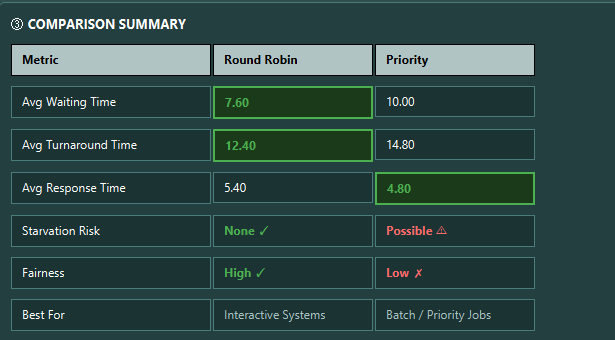 ③ COMPARISON SUMMARY
Metric Round Robin Priority
Avg Waiting Time 7.60 10.00
Avg Turnaround Time 12.40 14.80
Avg Response Time 5.40 4.80
Starvation Risk None ✓ Possible ⚠
Fairness High ✓ Low ✗
Best For Interactive Systems Batch / Priority Jobs